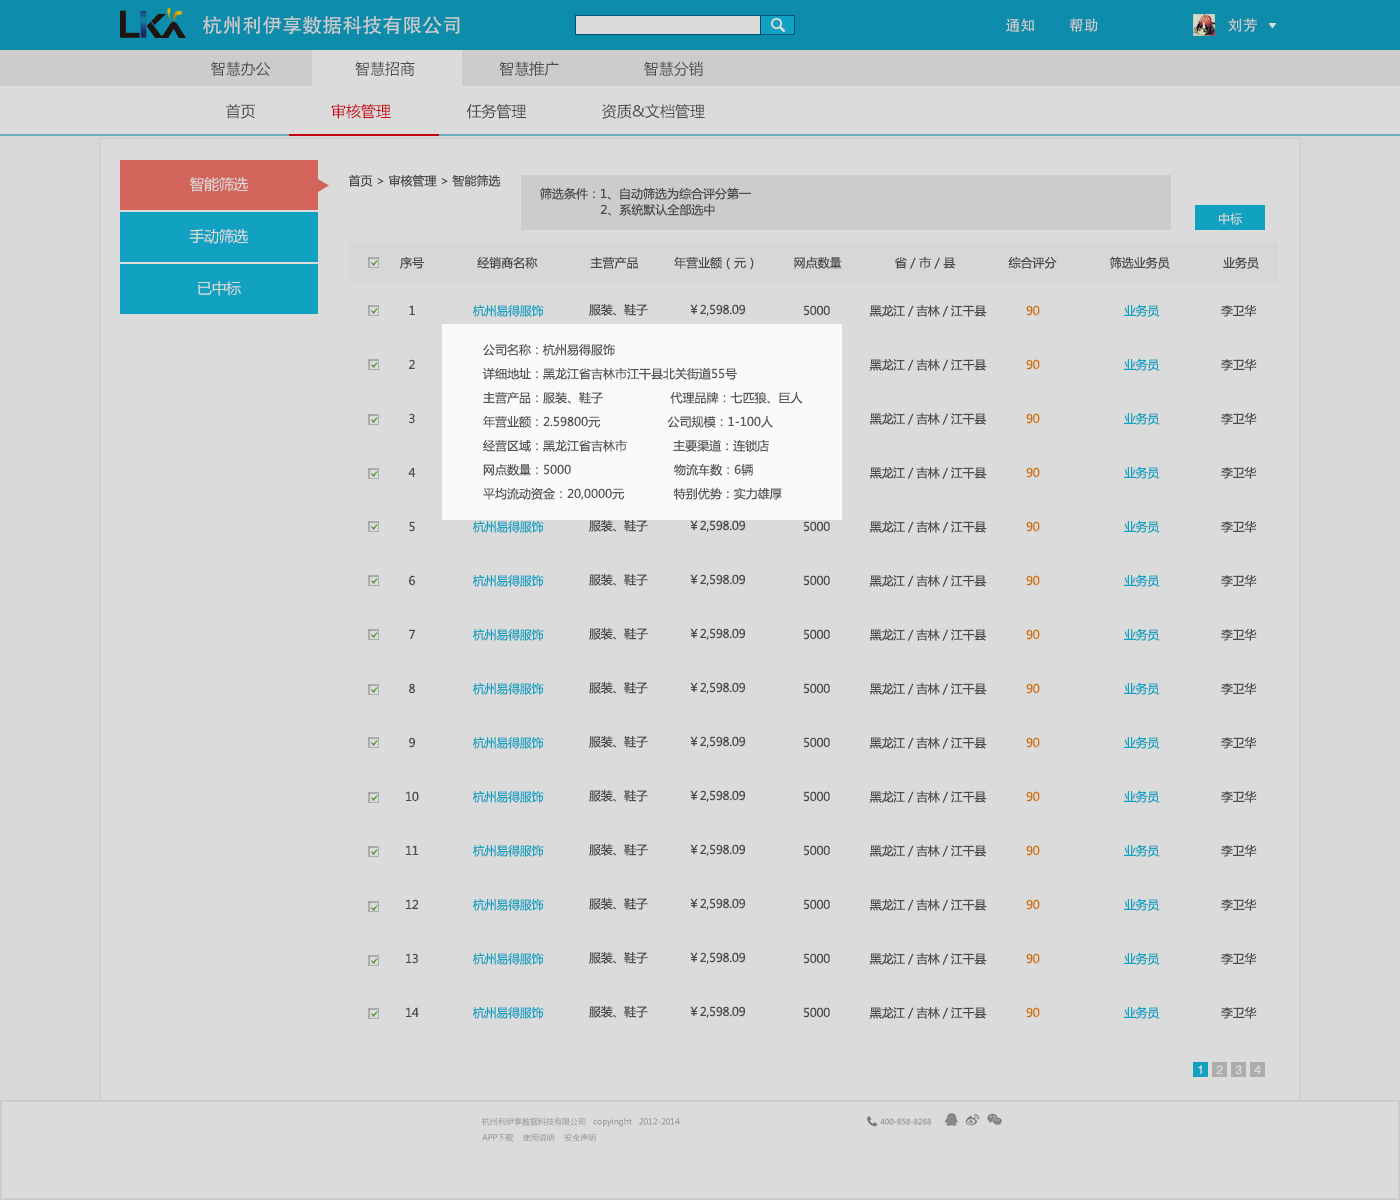 LIKA 杭州利伊享数据科技有限公司 通知 帮助 刘芳
智慧办公 智慧招商 智慧推广 智慧分销
首页 审核管理 任务管理 资质&文档管理
智能筛选
手动筛选
已中标
首页 > 审核管理 > 智能筛选
筛选条件：1、自动筛选为综合评分第一
2、系统默认全部选中
中标
序号 经销商名称 主营产品 年营业额（元） 网点数量 省 / 市 / 县 综合评分 筛选业务员 业务员
1 杭州易得服饰 服装、鞋子 ¥ 2,598.09 5000 黑龙江 / 吉林 / 江干县 90 业务员 李卫华
2 黑龙江 / 吉林 / 江干县 90 业务员 李卫华
3 黑龙江 / 吉林 / 江干县 90 业务员 李卫华
4 黑龙江 / 吉林 / 江干县 90 业务员 李卫华
公司名称：杭州易得服饰
详细地址：黑龙江省吉林市江干县北关街道55号
主营产品：服装、鞋子 代理品牌：七匹狼、巨人
年营业额：2.59800元 公司规模：1-100人
经营区域：黑龙江省吉林市 主要渠道：连锁店
网点数量：5000 物流车数：6辆
平均流动资金：20,0000元 特别优势：实力雄厚
5 杭州易得服饰 服装、鞋子 ¥ 2,598.09 5000 黑龙江 / 吉林 / 江干县 90 业务员 李卫华
6 杭州易得服饰 服装、鞋子 ¥ 2,598.09 5000 黑龙江 / 吉林 / 江干县 90 业务员 李卫华
7 杭州易得服饰 服装、鞋子 ¥ 2,598.09 5000 黑龙江 / 吉林 / 江干县 90 业务员 李卫华
8 杭州易得服饰 服装、鞋子 ¥ 2,598.09 5000 黑龙江 / 吉林 / 江干县 90 业务员 李卫华
9 杭州易得服饰 服装、鞋子 ¥ 2,598.09 5000 黑龙江 / 吉林 / 江干县 90 业务员 李卫华
10 杭州易得服饰 服装、鞋子 ¥ 2,598.09 5000 黑龙江 / 吉林 / 江干县 90 业务员 李卫华
11 杭州易得服饰 服装、鞋子 ¥ 2,598.09 5000 黑龙江 / 吉林 / 江干县 90 业务员 李卫华
12 杭州易得服饰 服装、鞋子 ¥ 2,598.09 5000 黑龙江 / 吉林 / 江干县 90 业务员 李卫华
13 杭州易得服饰 服装、鞋子 ¥ 2,598.09 5000 黑龙江 / 吉林 / 江干县 90 业务员 李卫华
14 杭州易得服饰 服装、鞋子 ¥ 2,598.09 5000 黑龙江 / 吉林 / 江干县 90 业务员 李卫华
1 2 3 4
杭州利伊享数据科技有限公司 copyinght 2012-2014 400-858-8268
APP下载 使用说明 安全声明